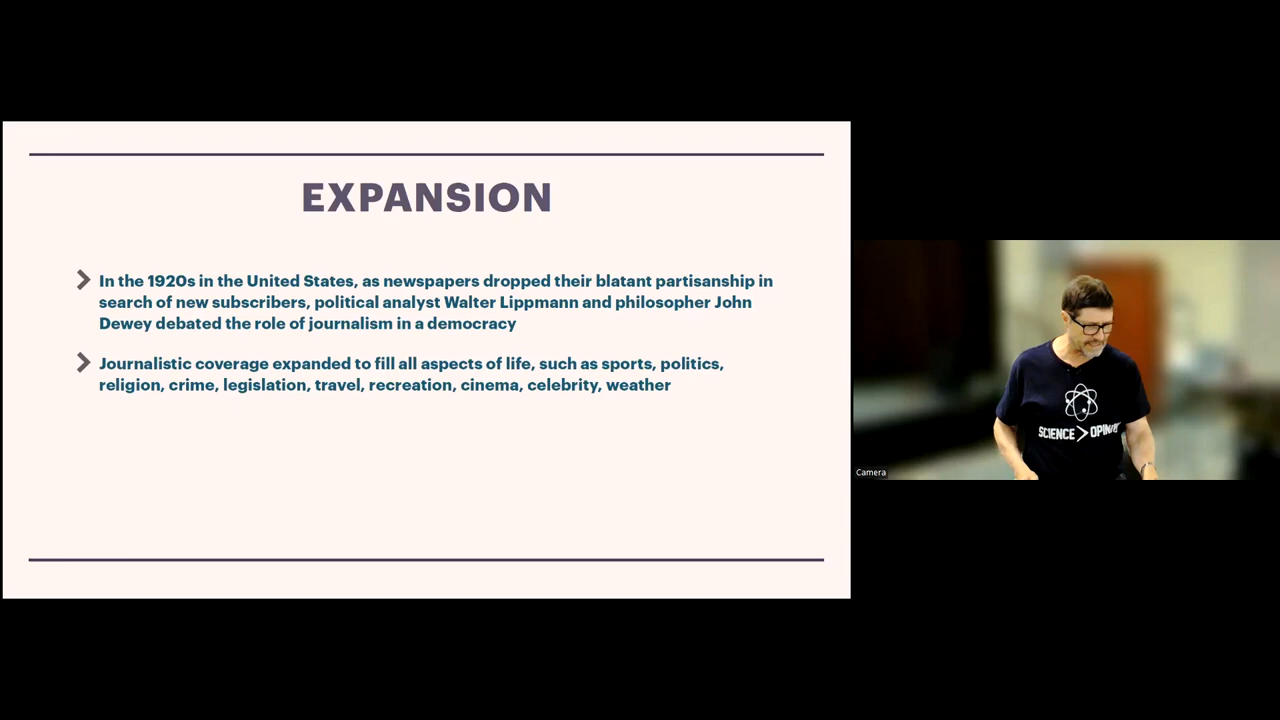 EXPANSION
In the 1920s in the United States, as newspapers dropped their blatant partisanship in
search of new subscribers, political analyst Walter Lippmann and philosopher John
Dewey debated the role of journalism in a democracy
Journalistic coverage expanded to fill all aspects of life, such as sports, politics,
religion, crime, legislation, travel, recreation, cinema, celebrity, weather
SCIENCE >
Camera